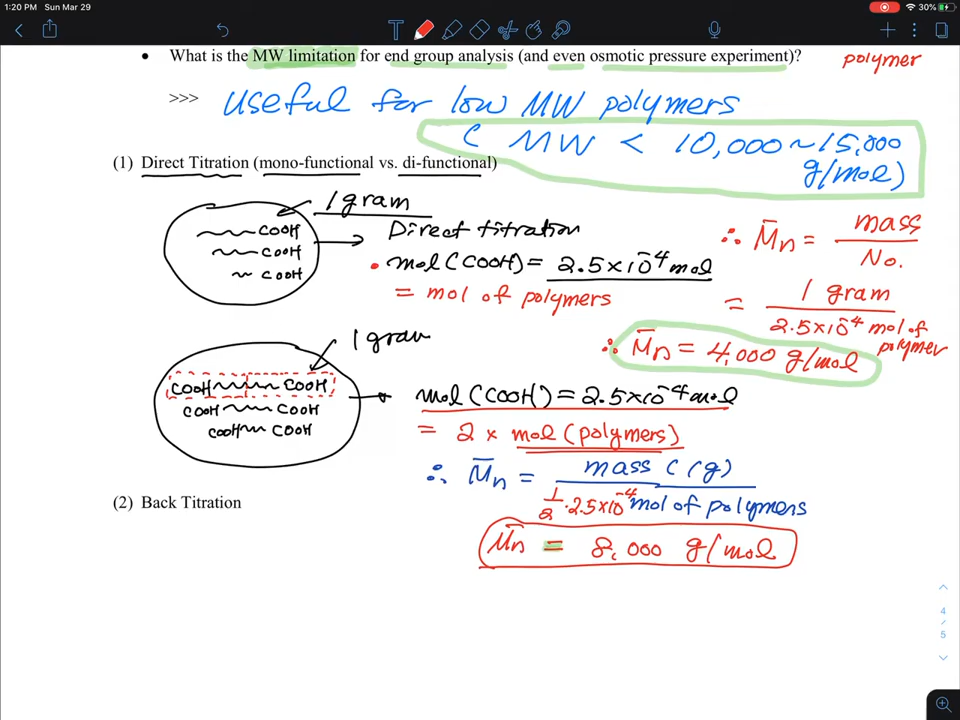 1:20 PM Sun Mar 29
30%
• What is the MW limitation for end group analysis (and even osmotic pressure experiment)?
polymer
>>> Useful for low MW polymers
( MW < 10,000 ~ 15,000
g/mol)
(1) Direct Titration (mono-functional vs. di-functional)
1 gram
COOH
COOH
COOH
Direct titration
• mol (COOH) = 2.5×10⁻⁴ mol
= mol of polymers
∴ M̄n = mass / No.
= 1 gram / 2.5×10⁻⁴ mol of polymer
∴ M̄n = 4,000 g/mol
1 gram
COOH COOH
COOH COOH
COOH COOH
mol (COOH) = 2.5×10⁻⁴ mol
= 2 × mol (polymers)
∴ M̄n = mass ( (g) / 1/2 · 2.5×10⁻⁴ mol of polymers
M̄n = 8,000 g/mol
(2) Back Titration
4
/
5